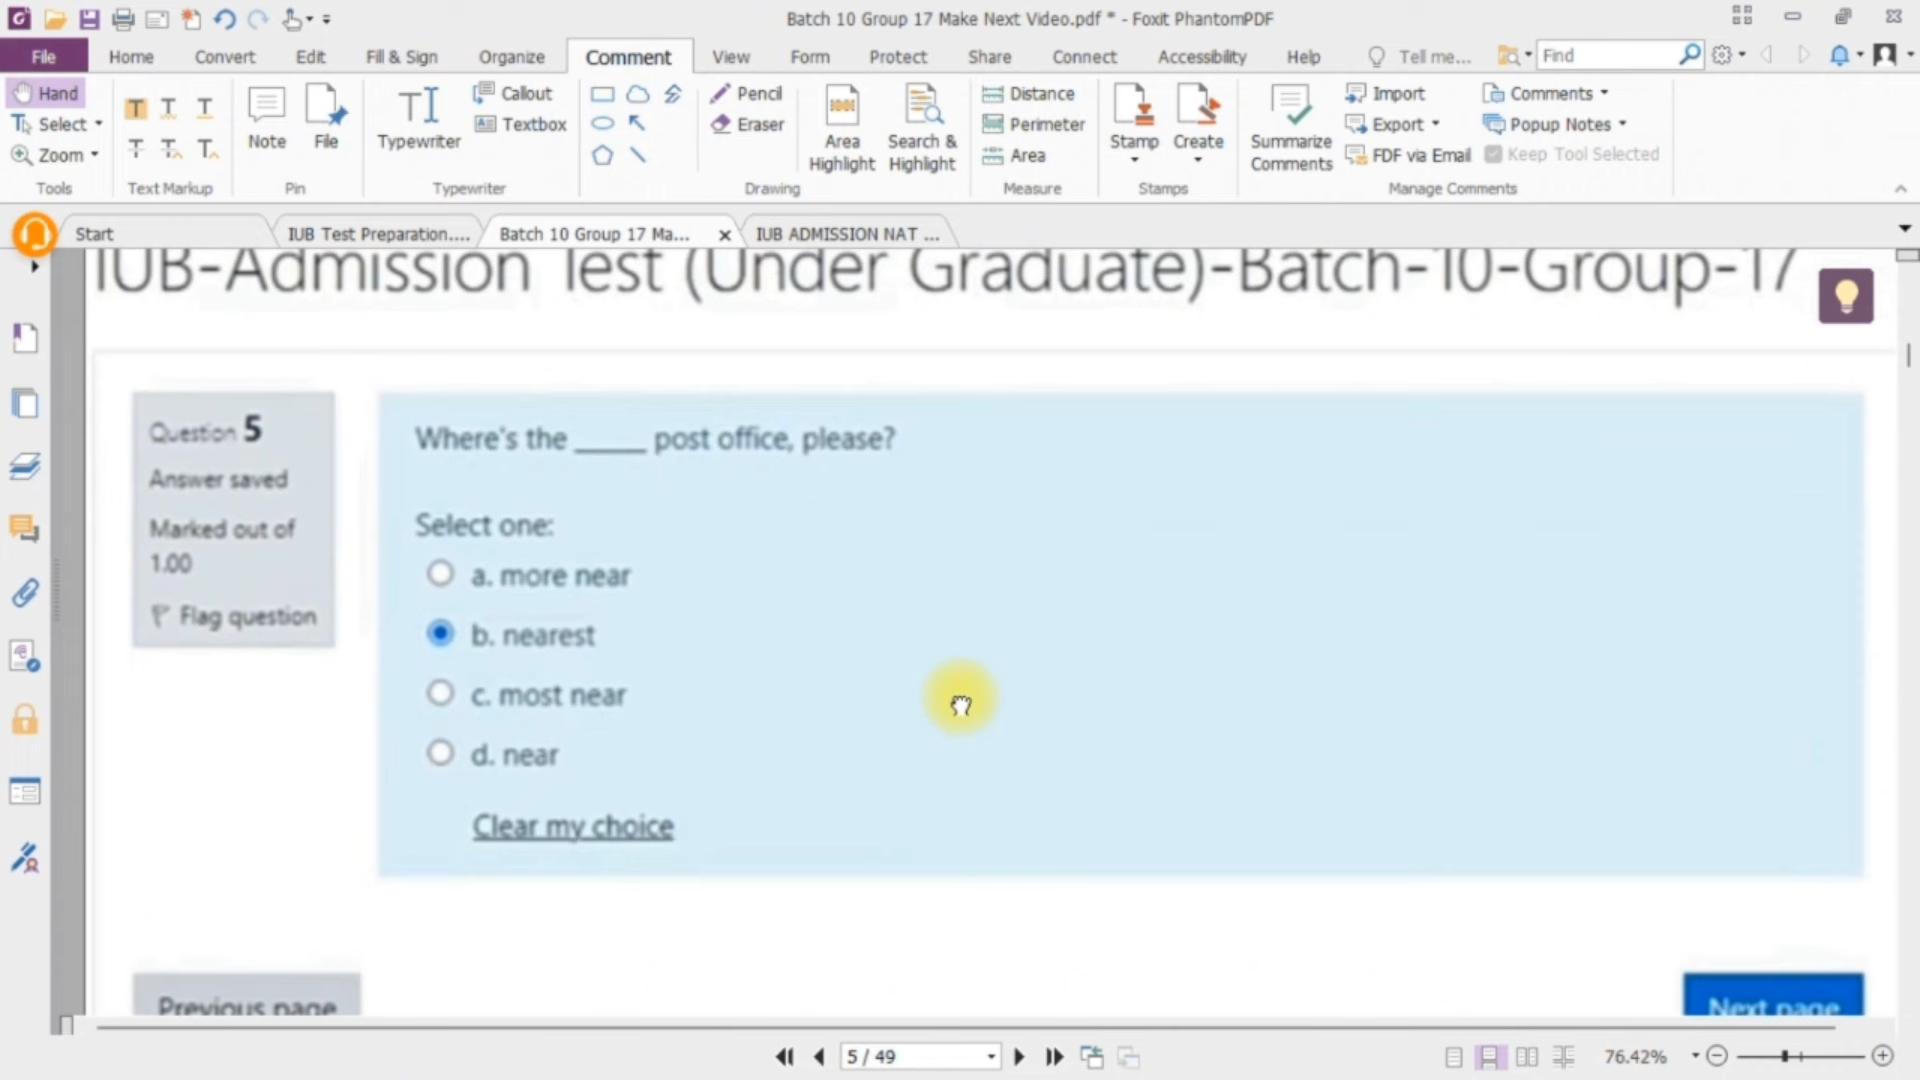 Batch 10 Group 17 Make Next Video.pdf * - Foxit PhantomPDF
File Home Convert Edit Fill & Sign Organize Comment View Form Protect Share Connect Accessibility Help Tell me... Find
Hand
Select
Zoom
Tools
Text Markup
Note
File
Pin
Typewriter
Callout
Textbox
Typewriter
Pencil
Eraser
Area Highlight
Search & Highlight
Drawing
Distance
Perimeter
Area
Measure
Stamp
Create
Stamps
Summarize Comments
Import
Export
FDF via Email
Comments
Popup Notes
Keep Tool Selected
Manage Comments
Start
IUB Test Preparation....
Batch 10 Group 17 Ma...
IUB ADMISSION NAT ...
IUB-Admission Test (Under Graduate)-Batch-10-Group-17
Question 5
Answer saved
Marked out of
1.00
Flag question
Where's the _____ post office, please?
Select one:
a. more near
b. nearest
c. most near
d. near
Clear my choice
Previous page
Next page
5 / 49
76.42%